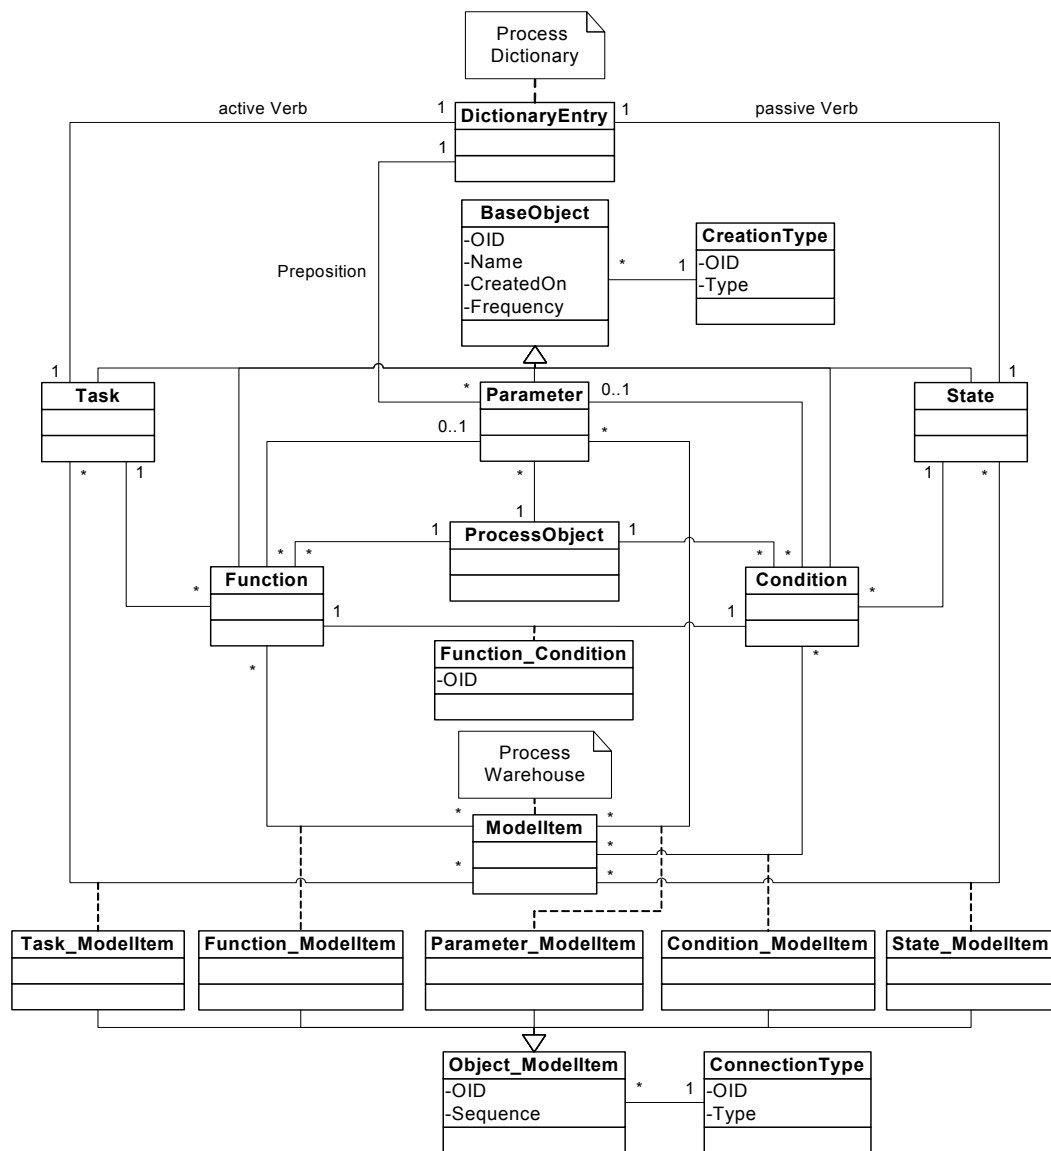 Process
Dictionary
active Verb
1
1
passive Verb
DictionaryEntry
1
BaseObject
-OID
-Name
-CreatedOn
-Frequency
CreationType
-OID
-Type
*
1
Preposition
1
1
Task
*
Parameter
0..1
State
0..1
*
*
1
*
1
*
1
ProcessObject
1
1
*
*
*
*
Function
Condition
*
*
1
1
Function_Condition
-OID
*
*
Process
Warehouse
*
*
ModelItem
*
*
*
Task_ModelItem
Function_ModelItem
Parameter_ModelItem
Condition_ModelItem
State_ModelItem
Object_ModelItem
-OID
-Sequence
*
1
ConnectionType
-OID
-Type